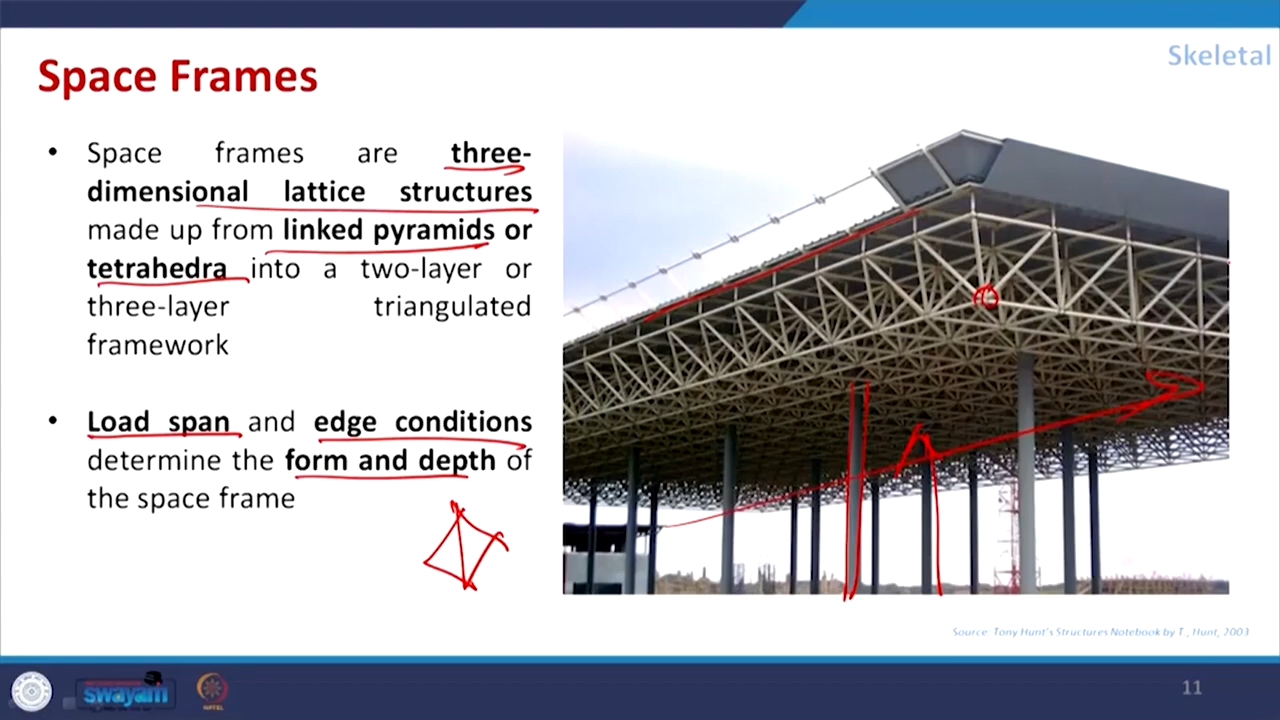 Skeletal
Space Frames
• Space frames are three-
dimensional lattice structures
made up from linked pyramids or
tetrahedra into a two-layer or
three-layer triangulated
framework
• Load span and edge conditions
determine the form and depth of
the space frame
Source: Tony Hunt's Structures Notebook by T , Hunt, 2003
swayam
11